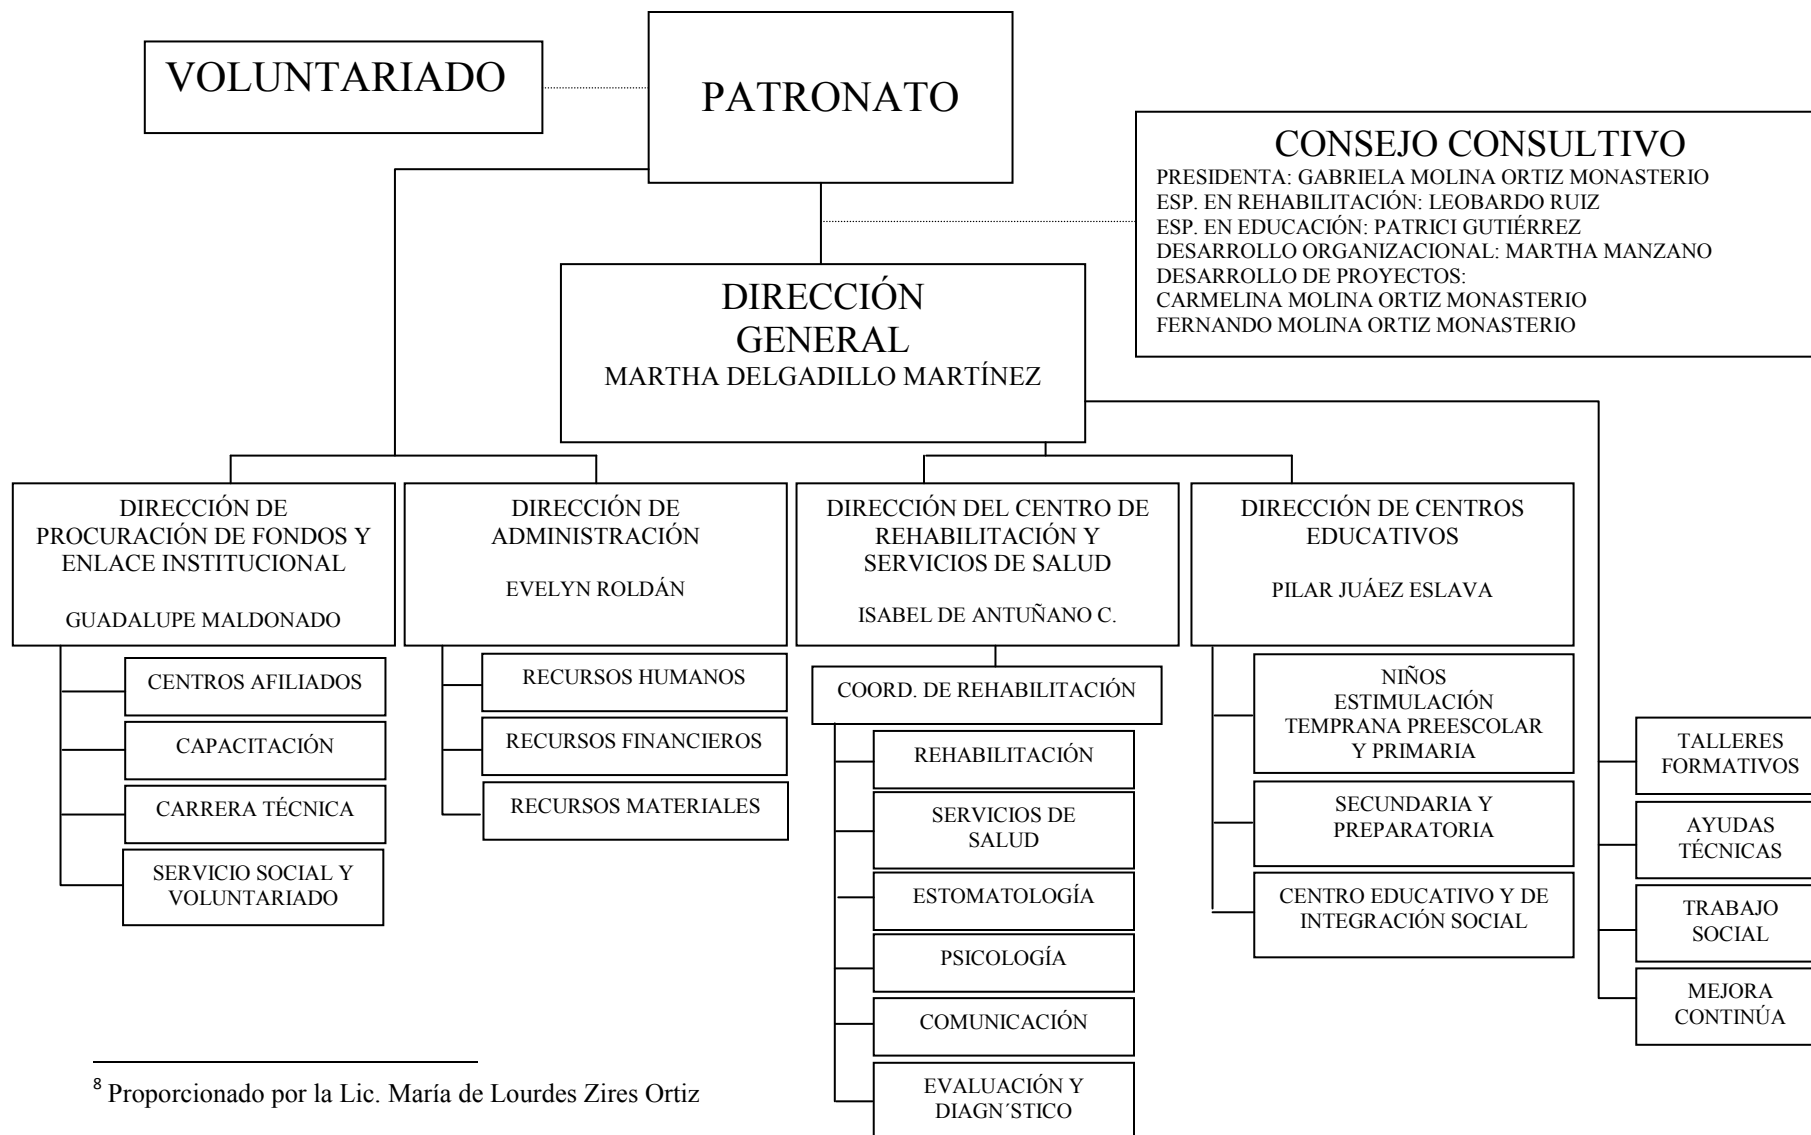 VOLUNTARIADO
PATRONATO
CONSEJO CONSULTIVO
PRESIDENTA: GABRIELA MOLINA ORTIZ MONASTERIO
ESP. EN REHABILITACIÓN: LEOBARDO RUIZ
ESP. EN EDUCACIÓN: PATRICI GUTIÉRREZ
DESARROLLO ORGANIZACIONAL: MARTHA MANZANO
DESARROLLO DE PROYECTOS:
CARMELINA MOLINA ORTIZ MONASTERIO
FERNANDO MOLINA ORTIZ MONASTERIO
DIRECCIÓN
GENERAL
MARTHA DELGADILLO MARTÍNEZ
DIRECCIÓN DE
PROCURACIÓN DE FONDOS Y
ENLACE INSTITUCIONAL
GUADALUPE MALDONADO
CENTROS AFILIADOS
CAPACITACIÓN
CARRERA TÉCNICA
SERVICIO SOCIAL Y
VOLUNTARIADO
DIRECCIÓN DE
ADMINISTRACIÓN
EVELYN ROLDÁN
RECURSOS HUMANOS
RECURSOS FINANCIEROS
RECURSOS MATERIALES
DIRECCIÓN DEL CENTRO DE
REHABILITACIÓN Y
SERVICIOS DE SALUD
ISABEL DE ANTUÑANO C.
COORD. DE REHABILITACIÓN
REHABILITACIÓN
SERVICIOS DE
SALUD
ESTOMATOLOGÍA
PSICOLOGÍA
COMUNICACIÓN
EVALUACIÓN Y
DIAGN´STICO
DIRECCIÓN DE CENTROS
EDUCATIVOS
PILAR JUÁEZ ESLAVA
NIÑOS
ESTIMULACIÓN
TEMPRANA PREESCOLAR
Y PRIMARIA
SECUNDARIA Y
PREPARATORIA
CENTRO EDUCATIVO Y DE
INTEGRACIÓN SOCIAL
TALLERES
FORMATIVOS
AYUDAS
TÉCNICAS
TRABAJO
SOCIAL
MEJORA
CONTINÚA
8 Proporcionado por la Lic. María de Lourdes Zires Ortiz